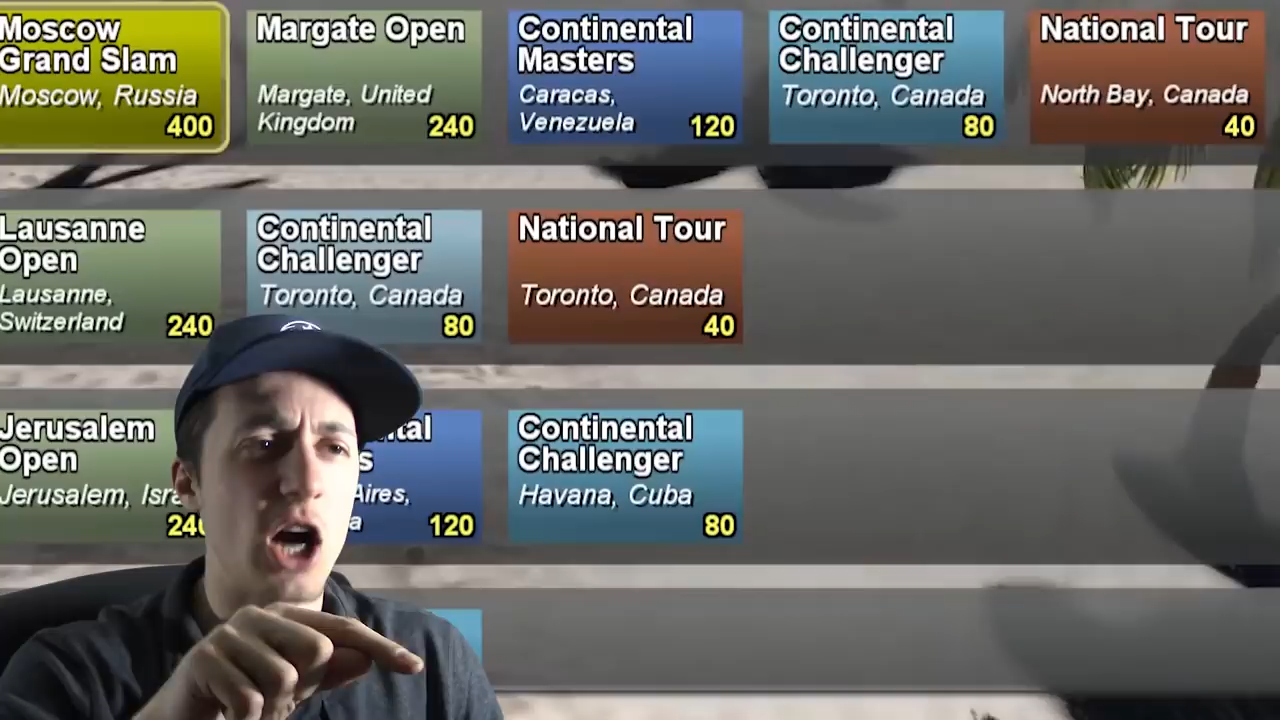 Moscow
Grand Slam
Moscow, Russia
400
Margate Open
Margate, United
Kingdom
240
Continental
Masters
Caracas,
Venezuela
120
Continental
Challenger
Toronto, Canada
80
National Tour
North Bay, Canada
40
Lausanne
Open
Lausanne,
Switzerland
240
Continental
Challenger
Toronto, Canada
80
National Tour
Toronto, Canada
40
Jerusalem
Open
Jerusalem,
120
Continental
Challenger
Havana, Cuba
80